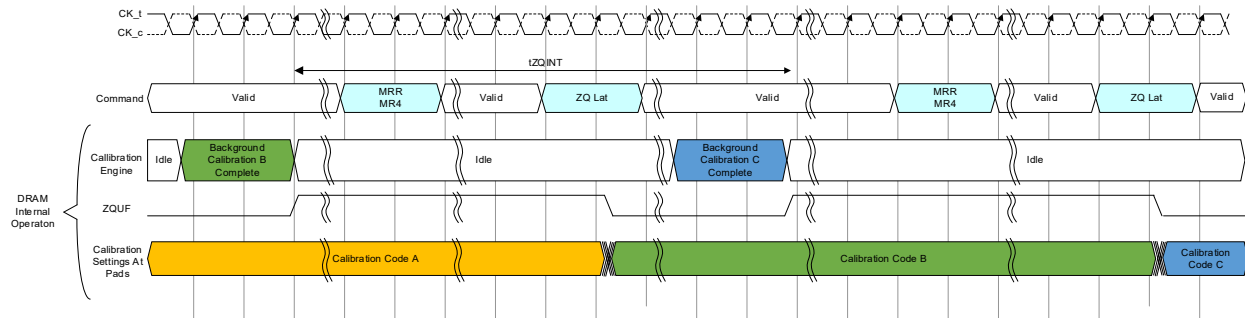 CK_t
CK_c
tZQINT
Command
Valid
MRR
MR4
Valid
ZQ Lat
Valid
MRR
MR4
Valid
ZQ Lat
Valid
DRAM
Internal
Operaton
Callibration
Engine
Idle
Background
Calibration B
Complete
Idle
Background
Calibration C
Complete
Idle
ZQUF
Calibration
Settings At
Pads
Calibration Code A
Calibration Code B
Calibration
Code C